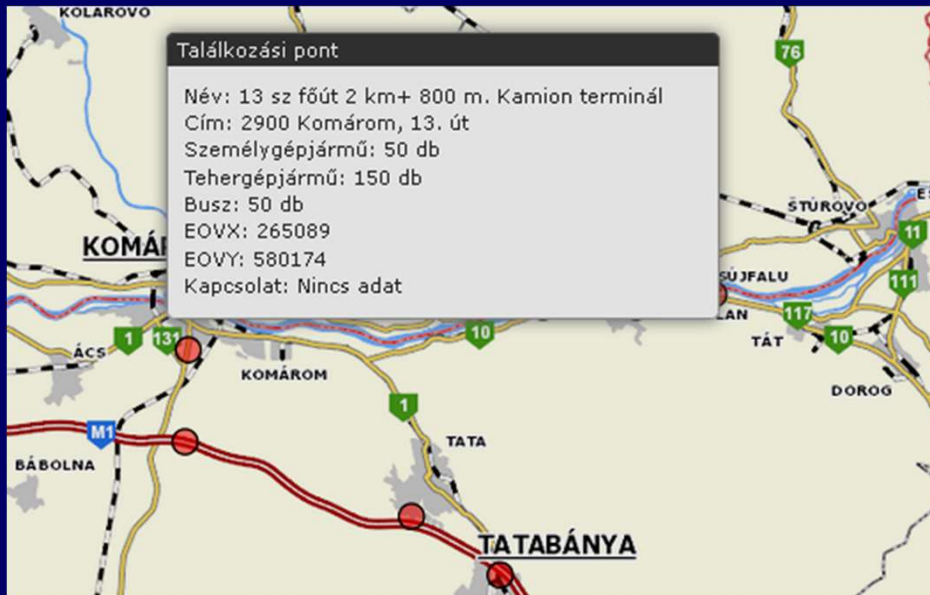 KOLAROVO
Találkozási pont
76
Név: 13 sz főút 2 km+ 800 m. Kamion terminál
Cím: 2900 Komárom, 13. út
Személygépjármű: 50 db
Tehergépjármű: 150 db
Busz: 50 db
EOVX: 265089
EOVY: 580174
Kapcsolat: Nincs adat
ŠTÚROVO
11
SÚJFALU
111
117
10
TÁT
DOROG
1
131
10
ÁCS
KOMÁROM
1
M1
TATA
BÁBOLNA
TATABÁNYA